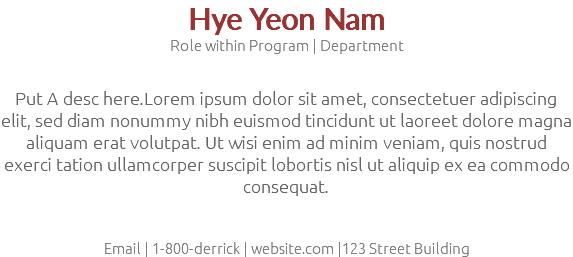 Hye Yeon Nam
Role within Program | Department
Put A desc here.Lorem ipsum dolor sit amet, consectetuer adipiscing
elit, sed diam nonummy nibh euismod tincidunt ut laoreet dolore magna
aliquam erat volutpat. Ut wisi enim ad minim veniam, quis nostrud
exerci tation ullamcorper suscipit lobortis nisl ut aliquip ex ea commodo
consequat.
Email | 1-800-derrick | website.com |123 Street Building